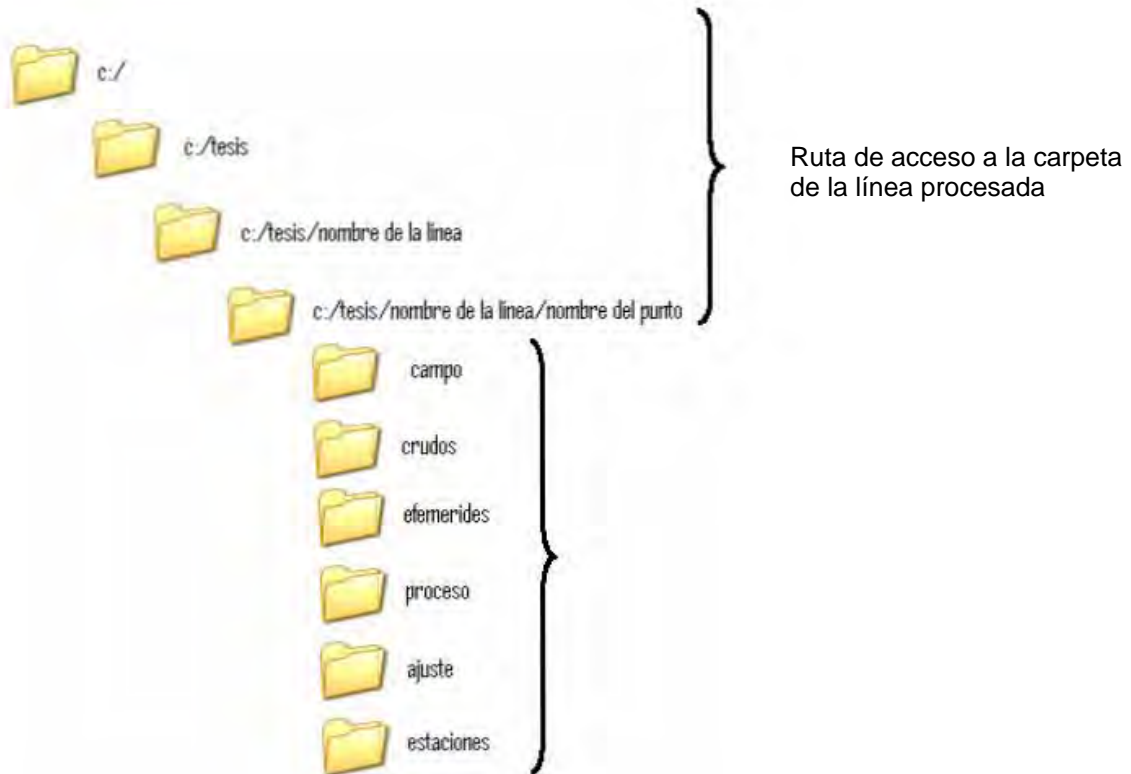 c:/
c:/tesis
Ruta de acceso a la carpeta
de la línea procesada
c:/tesis/nombre de la linea
c:/tesis/nombre de la linea/nombre del punto
campo
crudos
efemerides
proceso
ajuste
estaciones